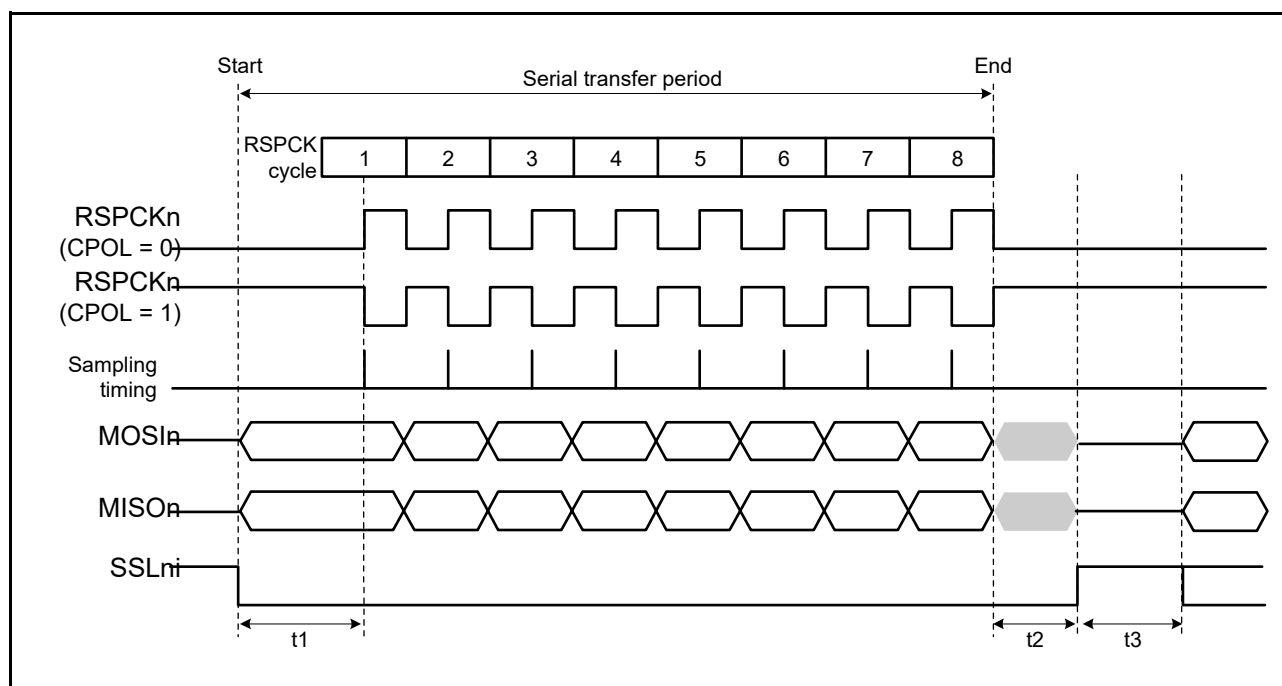 Start
End
Serial transfer period
RSPCK
cycle
1 2 3 4 5 6 7 8
RSPCKn
(CPOL = 0)
RSPCKn
(CPOL = 1)
Sampling
timing
MOSIn
MISOn
SSLni
t1
t2
t3